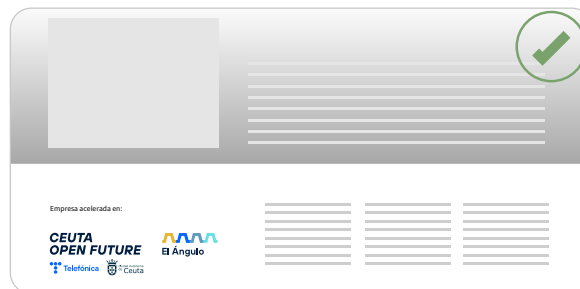 Empresa acelerada en:
CEUTA
OPEN FUTURE
El Ángulo
Telefónica
Ceuta